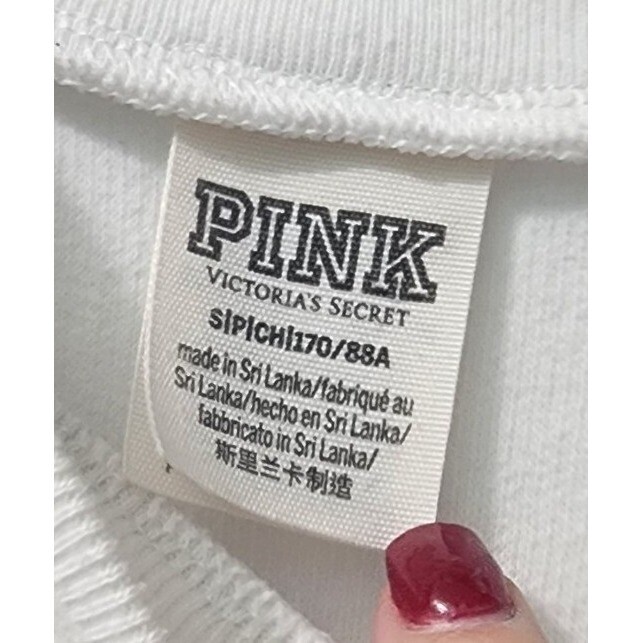 PINK
VICTORIA'S SECRET
S|P|CH|170/88A
made in Sri Lanka/fabriqué au
Sri Lanka/hecho en Sri Lanka/
fabbricato in Sri Lanka/
斯里兰卡制造